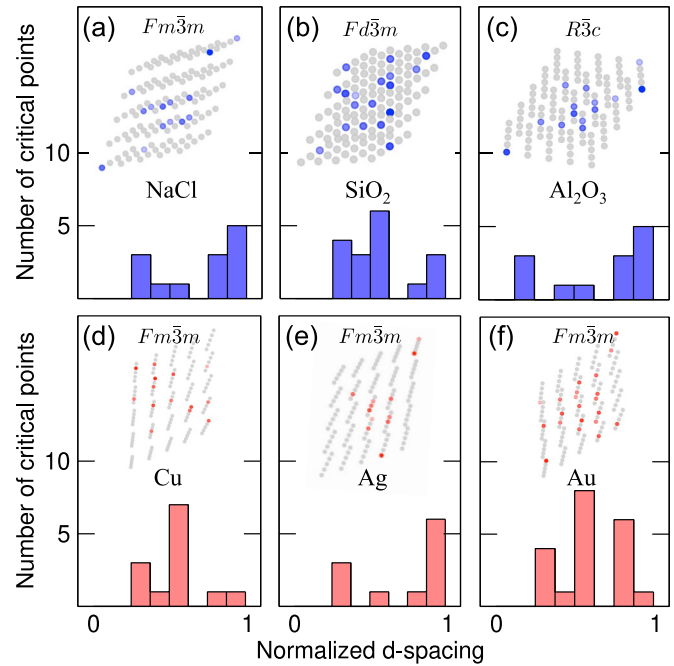 (a) Fm3̅m
(b) Fd3̅m
(c) R3̅c
Number of critical points
10
5
NaCl
SiO₂
Al₂O₃
(d) Fm3̅m
(e) Fm3̅m
(f) Fm3̅m
Number of critical points
10
5
Cu
Ag
Au
0 1 0 1 0 1
Normalized d-spacing